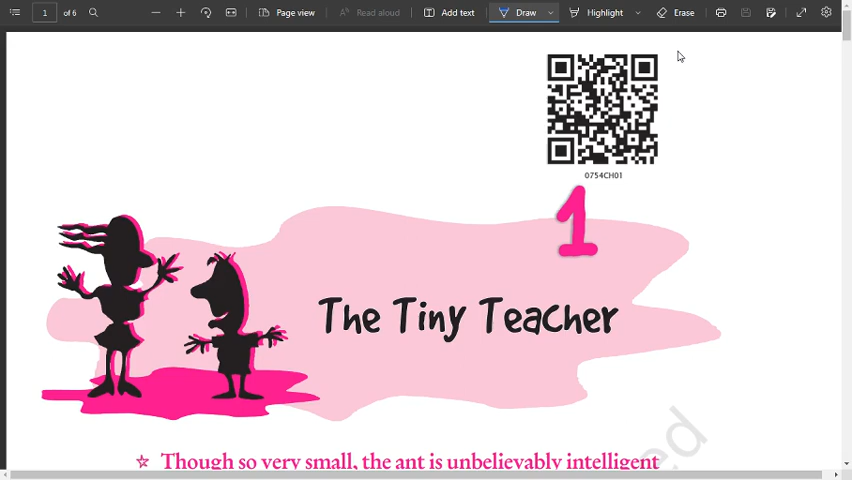 1 of 6 Page view Read aloud Add text Draw Highlight Erase
0754CH01
1
The Tiny Teacher
Though so very small, the ant is unbelievably intelligent